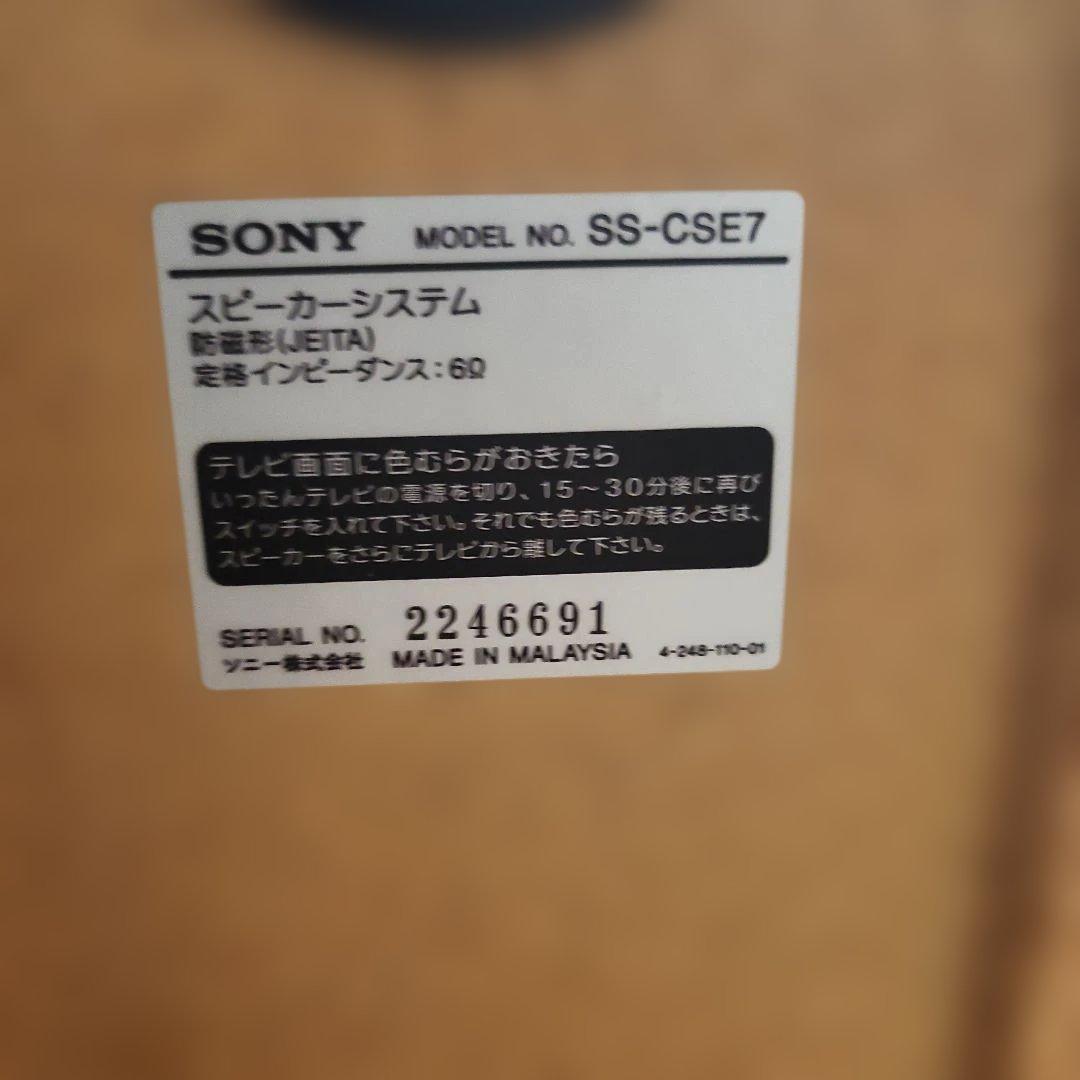 SONY MODEL NO. SS-CSE7
スピーカーシステム
防磁形(JEITA)
定格インピーダンス:6Ω
テレビ画面に色むらがおきたら
いったんテレビの電源を切り、15～30分後に再び
スイッチを入れて下さい。それでも色むらが残るときは、
スピーカーをさらにテレビから離して下さい。
SERIAL NO. 2246691
ソニー株式会社 MADE IN MALAYSIA 4-248-110-01